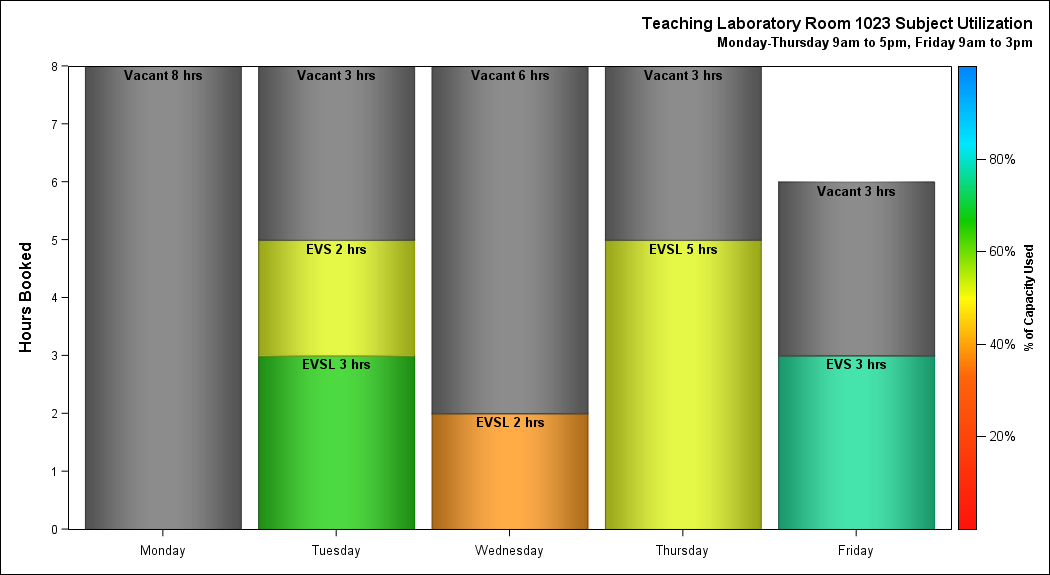 Teaching Laboratory Room 1023 Subject Utilization
Monday-Thursday 9am to 5pm, Friday 9am to 3pm
Hours Booked
8
7
6
5
4
3
2
1
0
Vacant 8 hrs
Vacant 3 hrs
EVS 2 hrs
EVSL 3 hrs
Vacant 6 hrs
EVSL 2 hrs
Vacant 3 hrs
EVSL 5 hrs
Vacant 3 hrs
EVS 3 hrs
Monday
Tuesday
Wednesday
Thursday
Friday
80%
60%
40%
20%
% of Capacity Used